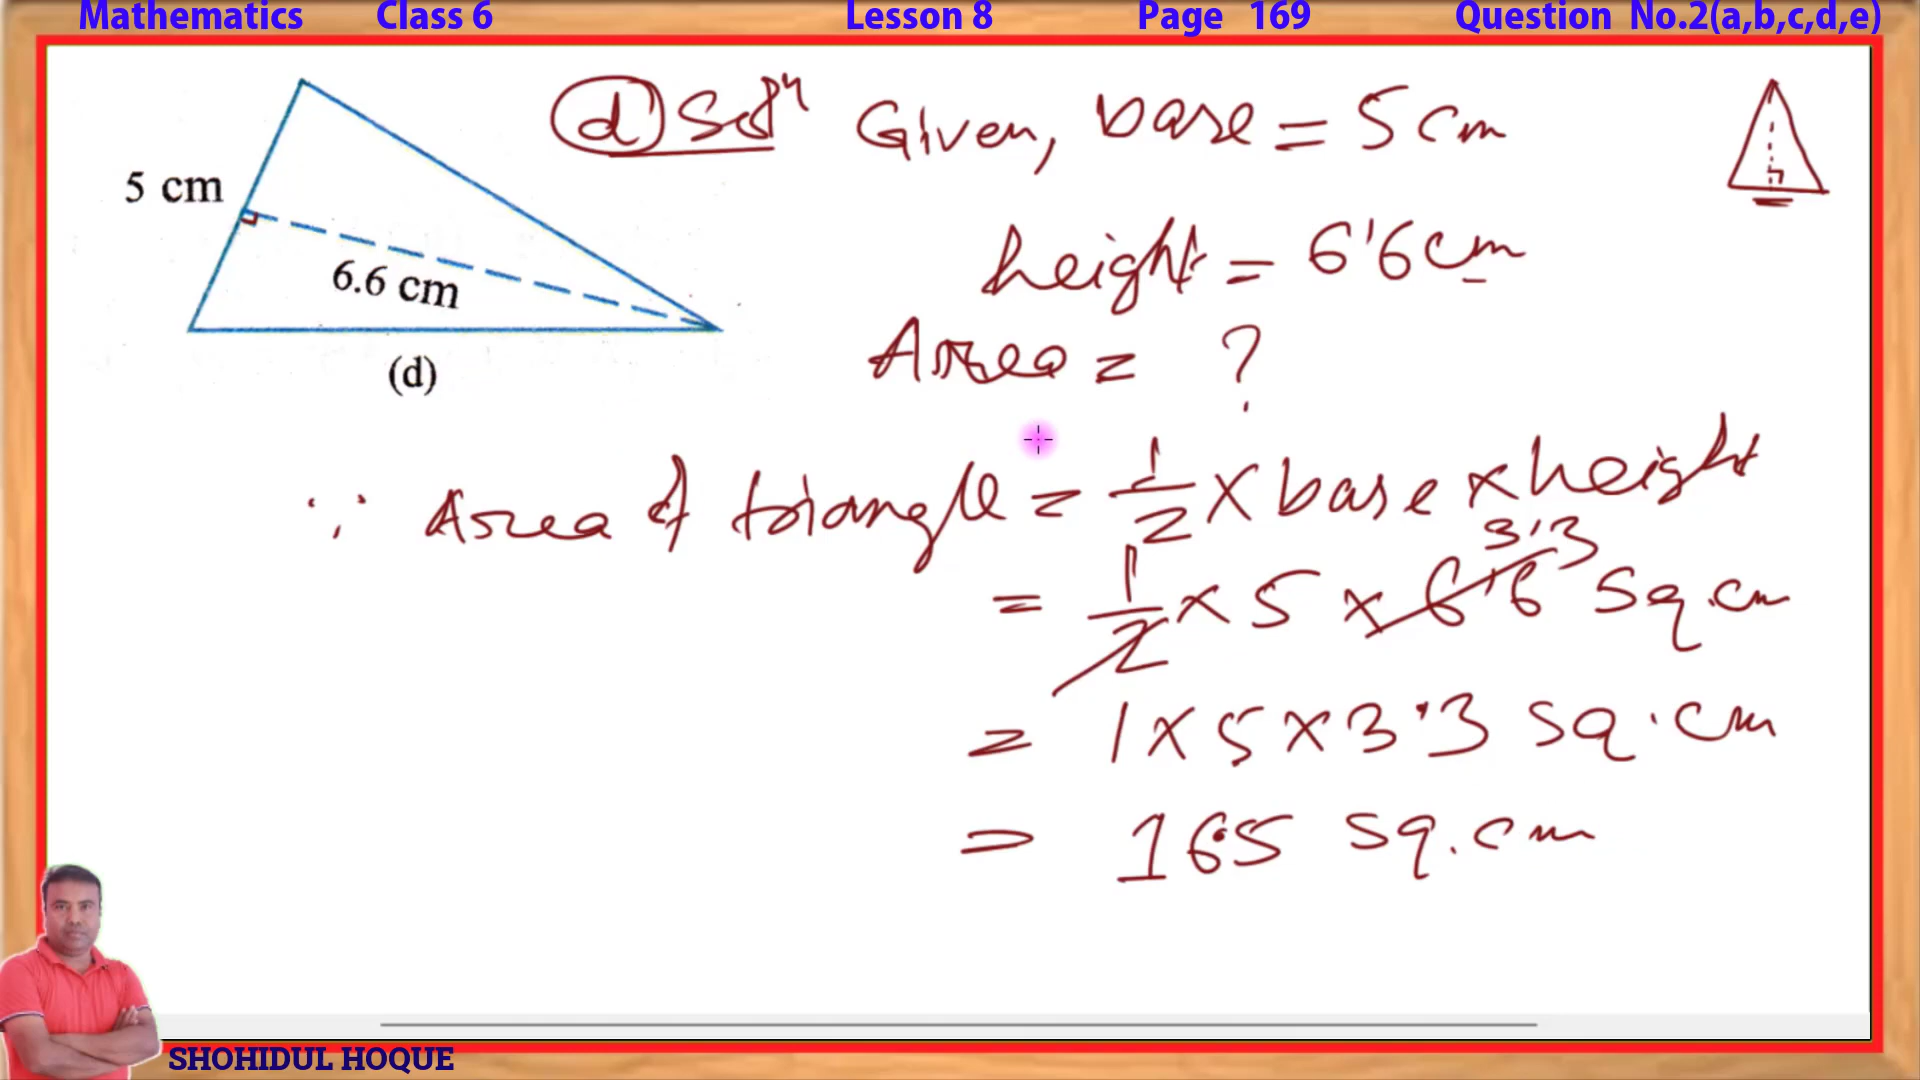 Mathematics Class 6 Lesson 8 Page 169 Question No.2(a,b,c,d,e)
5 cm
6.6 cm
(d)
(d) Solⁿ Given, base = 5 cm
height = 6·6 cm
Area = ?
∵ Area of triangle = 1/2 × base × height
3·3
= 1/2 × 5 × 6·6 sq.cm
= 1 × 5 × 3·3 sq.cm
= 16·5 sq.cm
SHOHIDUL HOQUE